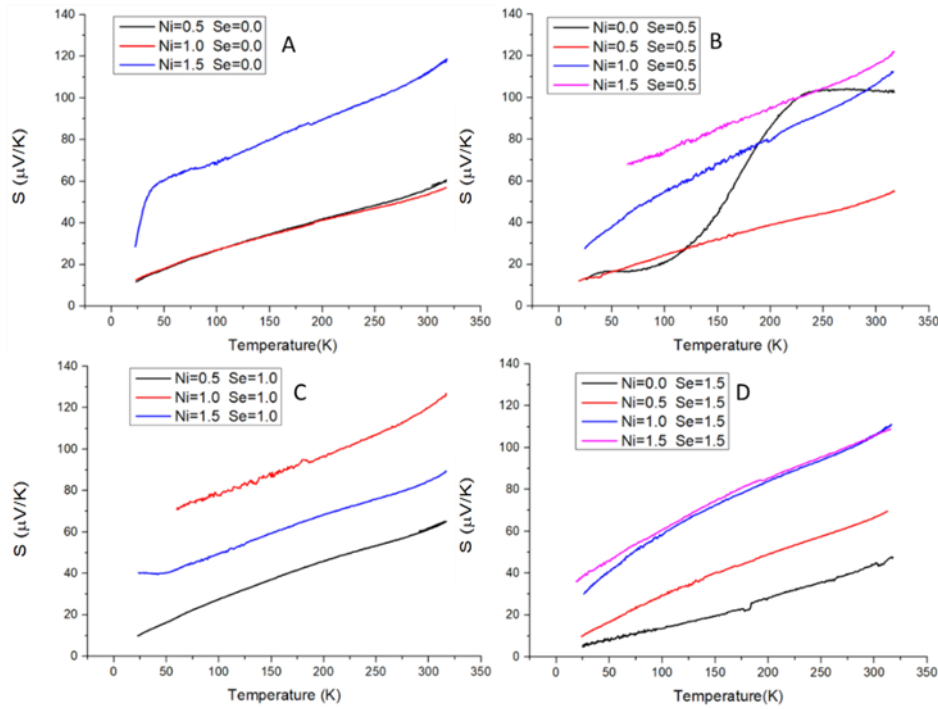 Ni=0.5 Se=0.0
Ni=1.0 Se=0.0
Ni=1.5 Se=0.0
A
S (μV/K)
140
120
100
80
60
40
20
0
0 50 100 150 200 250 300 350
Temperature(K)
Ni=0.0 Se=0.5
Ni=0.5 Se=0.5
Ni=1.0 Se=0.5
Ni=1.5 Se=0.5
B
S (μV/K)
140
120
100
80
60
40
20
0
0 50 100 150 200 250 300 350
Temperature (K)
Ni=0.5 Se=1.0
Ni=1.0 Se=1.0
Ni=1.5 Se=1.0
C
S (μV/K)
140
120
100
80
60
40
20
0
0 50 100 150 200 250 300 350
Temperature (K)
Ni=0.0 Se=1.5
Ni=0.5 Se=1.5
Ni=1.0 Se=1.5
Ni=1.5 Se=1.5
D
S (μV/K)
140
120
100
80
60
40
20
0
0 50 100 150 200 250 300 350
Temperature(K)